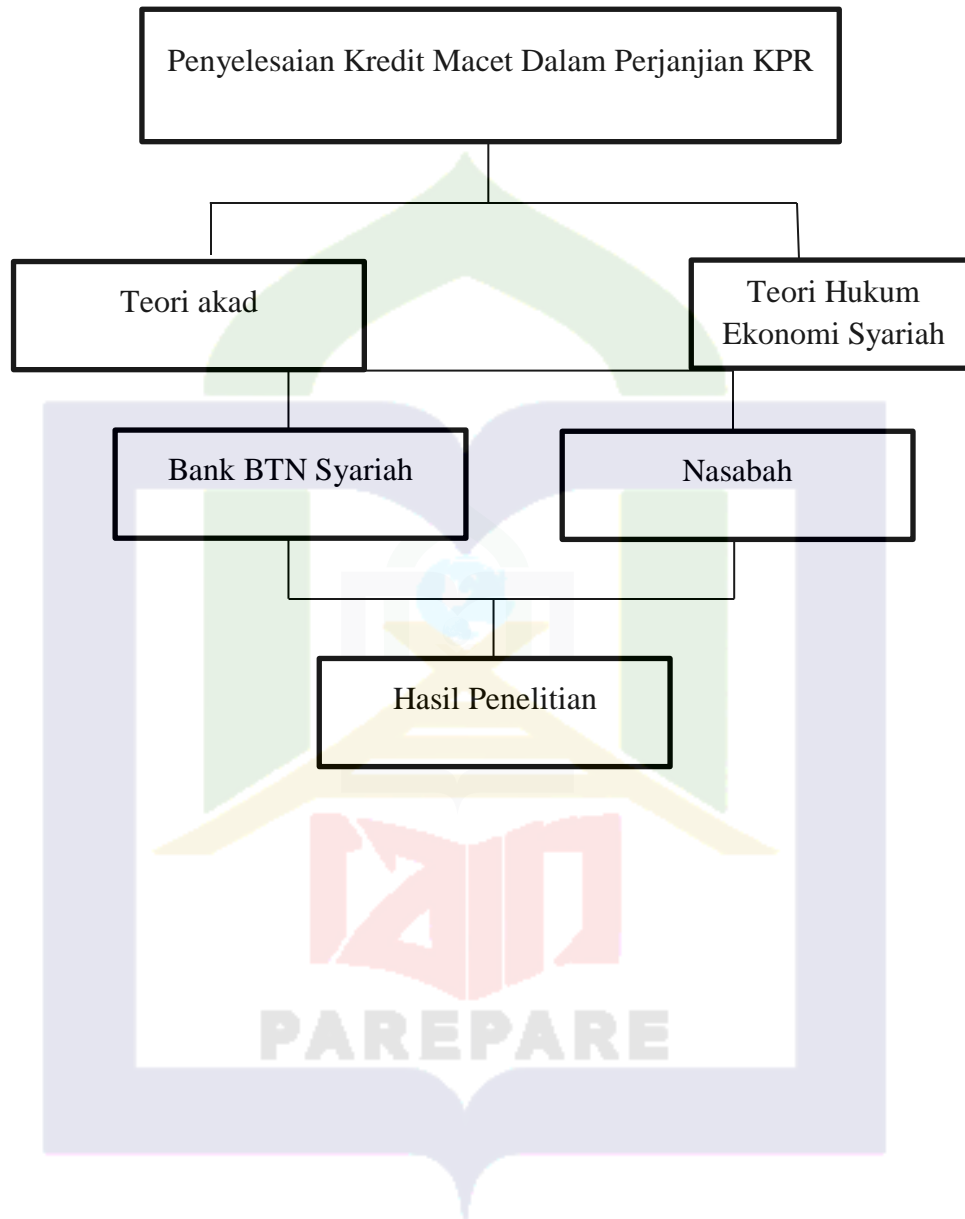 Penyelesaian Kredit Macet Dalam Perjanjian KPR
Teori akad
Teori Hukum
Ekonomi Syariah
Bank BTN Syariah
Nasabah
Hasil Penelitian
iain
PAREPARE